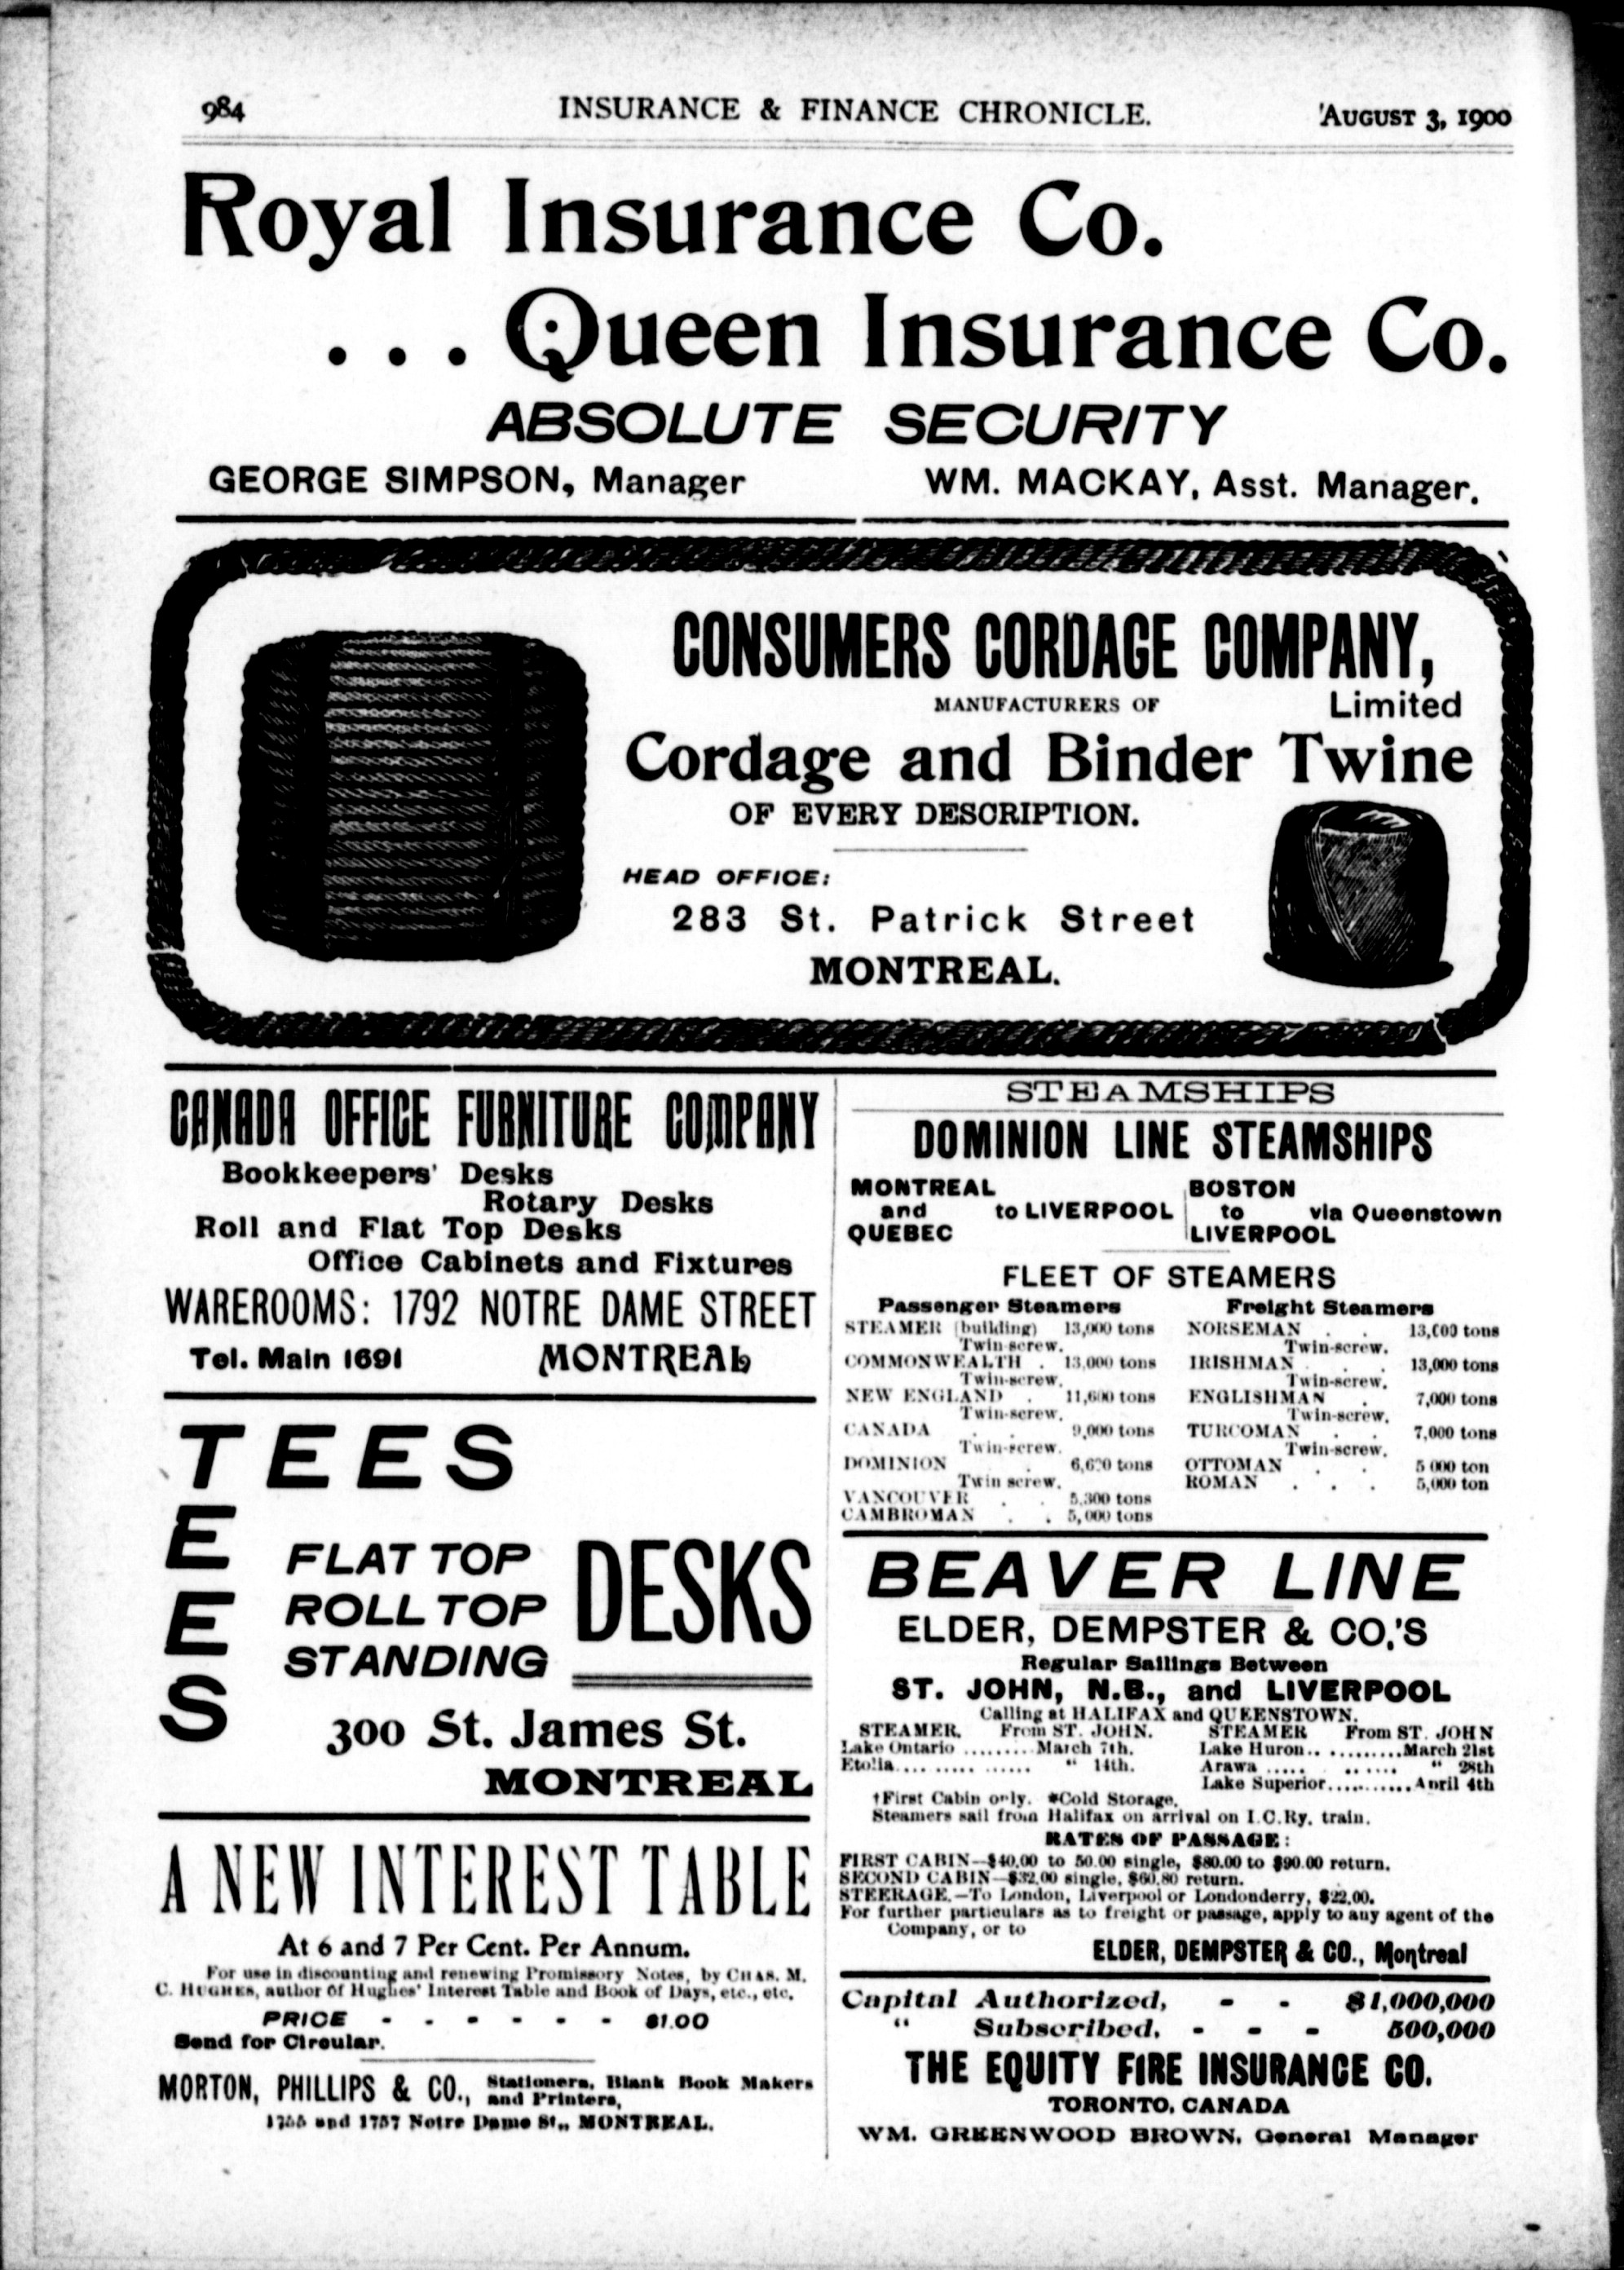 984 INSURANCE & FINANCE CHRONICLE. AUGUST 3, 1900
Royal Insurance Co.
. . . Queen Insurance Co.
ABSOLUTE SECURITY
GEORGE SIMPSON, Manager WM. MACKAY, Asst. Manager.
CONSUMERS CORDAGE COMPANY,
MANUFACTURERS OF Limited
Cordage and Binder Twine
OF EVERY DESCRIPTION.
HEAD OFFICE:
283 St. Patrick Street
MONTREAL.
CANADA OFFICE FURNITURE COMPANY
Bookkeepers' Desks
Rotary Desks
Roll and Flat Top Desks
Office Cabinets and Fixtures
WAREROOMS: 1792 NOTRE DAME STREET
Tel. Main 1691 MONTREAL
TEES
E
E
S
FLAT TOP
ROLL TOP DESKS
STANDING
300 St. James St.
MONTREAL
A NEW INTEREST TABLE
At 6 and 7 Per Cent. Per Annum.
For use in discounting and renewing Promissory Notes, by CHAS. M.
C. HUGHES, author of Hughes' Interest Table and Book of Days, etc., etc.
PRICE - - - - - - $1.00
Send for Circular.
MORTON, PHILLIPS & CO., Stationers, Blank Book Makers
and Printers,
1755 and 1757 Notre Dame St., MONTREAL.
STEAMSHIPS
DOMINION LINE STEAMSHIPS
MONTREAL BOSTON
and to LIVERPOOL to via Queenstown
QUEBEC LIVERPOOL
FLEET OF STEAMERS
Passenger Steamers Freight Steamers
STEAMER (building) 13,000 tons NORSEMAN . . 13,000 tons
Twin-screw. Twin-screw.
COMMONWEALTH . 13,000 tons IRISHMAN . . 13,000 tons
Twin-screw. Twin-screw.
NEW ENGLAND . 11,600 tons ENGLISHMAN . 7,000 tons
Twin-screw. Twin-screw.
CANADA . . 9,000 tons TURCOMAN . . 7,000 tons
Twin-screw. Twin-screw.
DOMINION . tons OTTOMAN . . 5 000 ton
Twin screw. ROMAN . . . 5,000 ton
VANCOUVER . . 5,300 tons
CAMBROMAN . . 5,000 tons
BEAVER LINE
ELDER, DEMPSTER & CO.'S
Regular Sailings Between
ST. JOHN, N.B., and LIVERPOOL
Calling at HALIFAX and QUEENSTOWN.
STEAMER. From ST. JOHN. STEAMER From ST. JOHN
Lake Ontario ......... March 7th. Lake Huron.. ..........March 21st
Etolia.... ......... ...... " 14th. Arawa ..... ...... " 28th
Lake Superior...........April 4th
†First Cabin only. *Cold Storage.
Steamers sail from Halifax on arrival on I.C.Ry. train.
RATES OF PASSAGE:
FIRST CABIN—$40.00 to 50.00 single, $80.00 to $90.00 return.
SECOND CABIN—$32.00 single, $60.80 return.
STEERAGE.—To London, Liverpool or Londonderry, $22.00.
For further particulars as to freight or passage, apply to any agent of the
Company, or to
ELDER, DEMPSTER & CO., Montreal
Capital Authorized, - - $1,000,000
" Subscribed, - - - 500,000
THE EQUITY FIRE INSURANCE CO.
TORONTO, CANADA
WM. GREENWOOD BROWN, General Manager